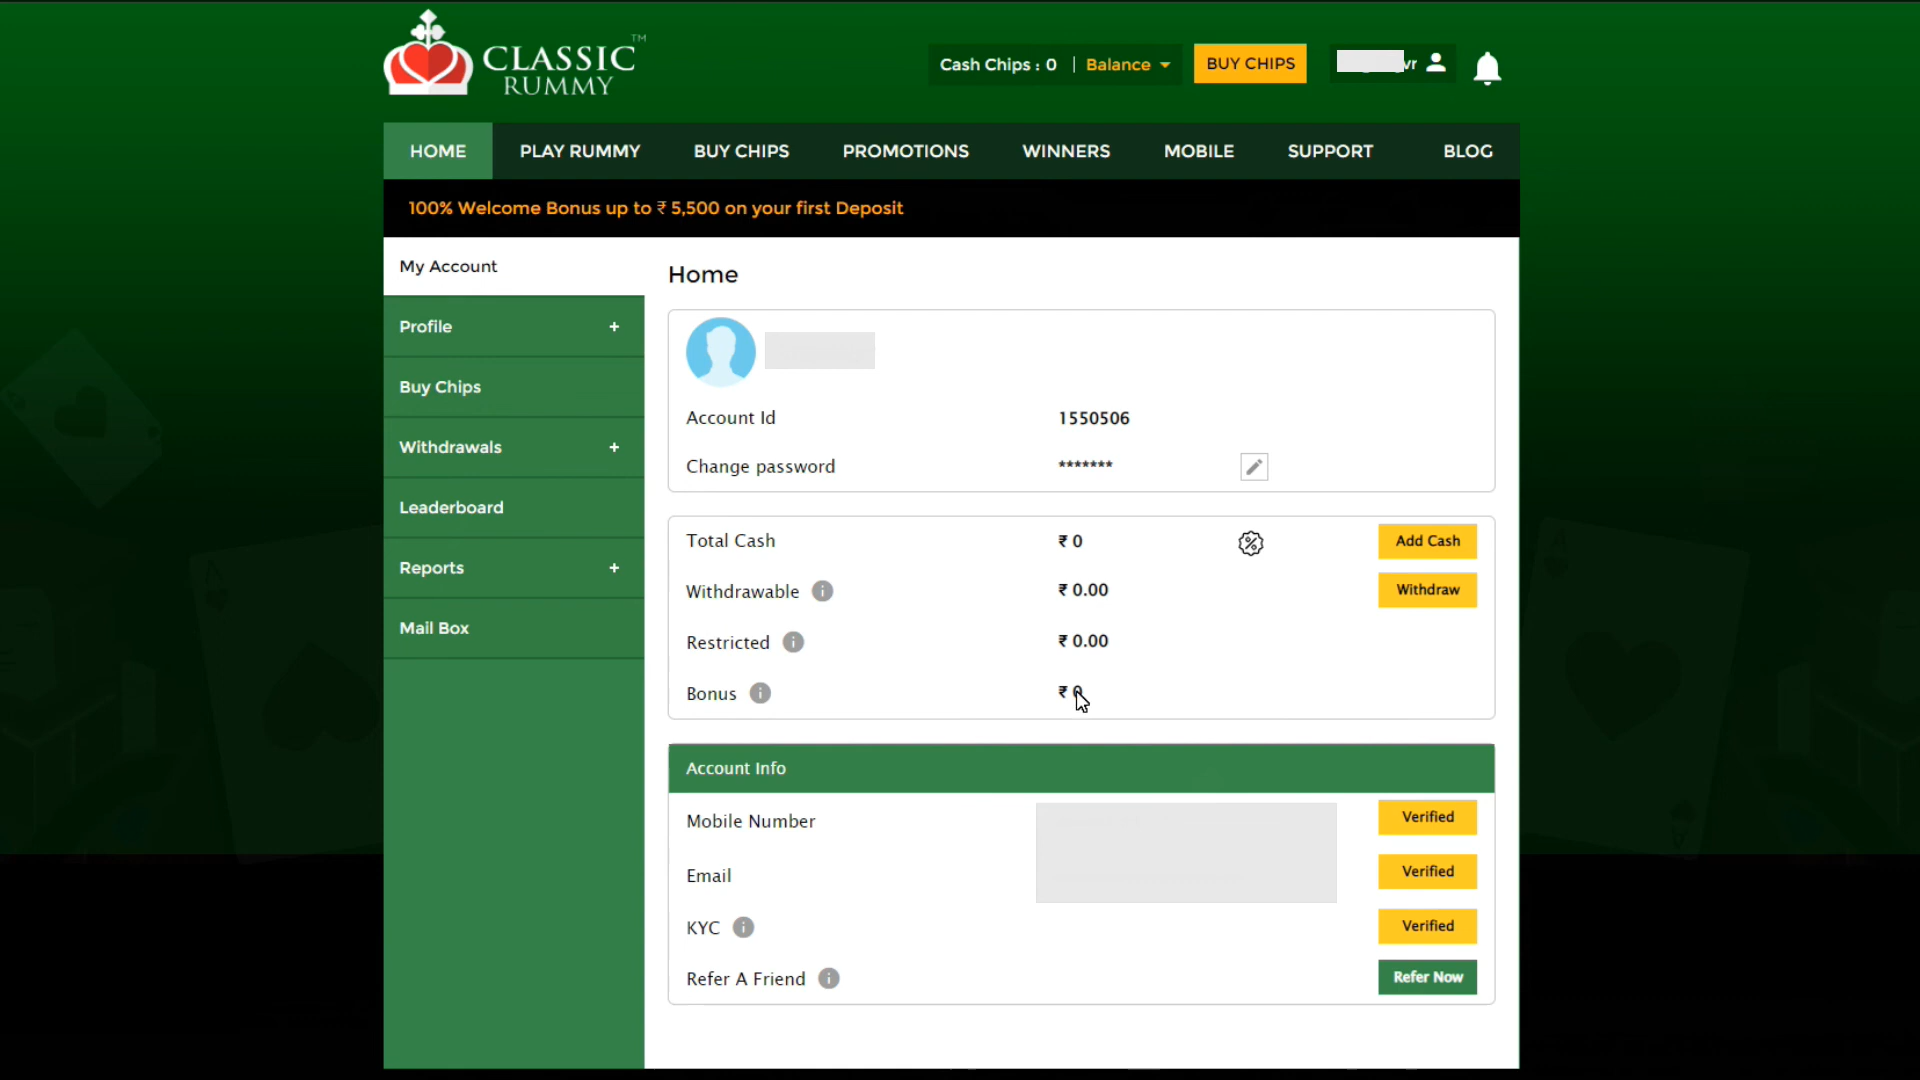 CLASSIC TM
RUMMY
Cash Chips : 0 | Balance
BUY CHIPS
vr
HOME
PLAY RUMMY
BUY CHIPS
PROMOTIONS
WINNERS
MOBILE
SUPPORT
BLOG
100% Welcome Bonus up to ₹ 5,500 on your first Deposit
My Account
Profile +
Buy Chips
Withdrawals +
Leaderboard
Reports +
Mail Box
Home
Account Id 1550506
Change password *******
Total Cash ₹ 0 % Add Cash
Withdrawable i ₹ 0.00 Withdraw
Restricted i ₹ 0.00
Bonus i ₹ 0
Account Info
Mobile Number Verified
Email Verified
KYC i Verified
Refer A Friend i Refer Now